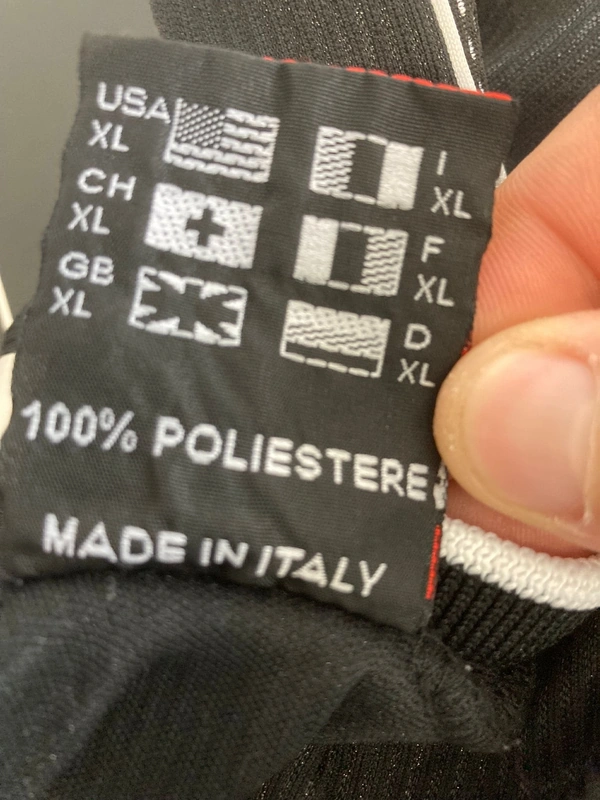 USA
XL
I
XL
CH
XL
F
XL
GB
XL
D
XL
100% POLIESTERE
MADE IN ITALY